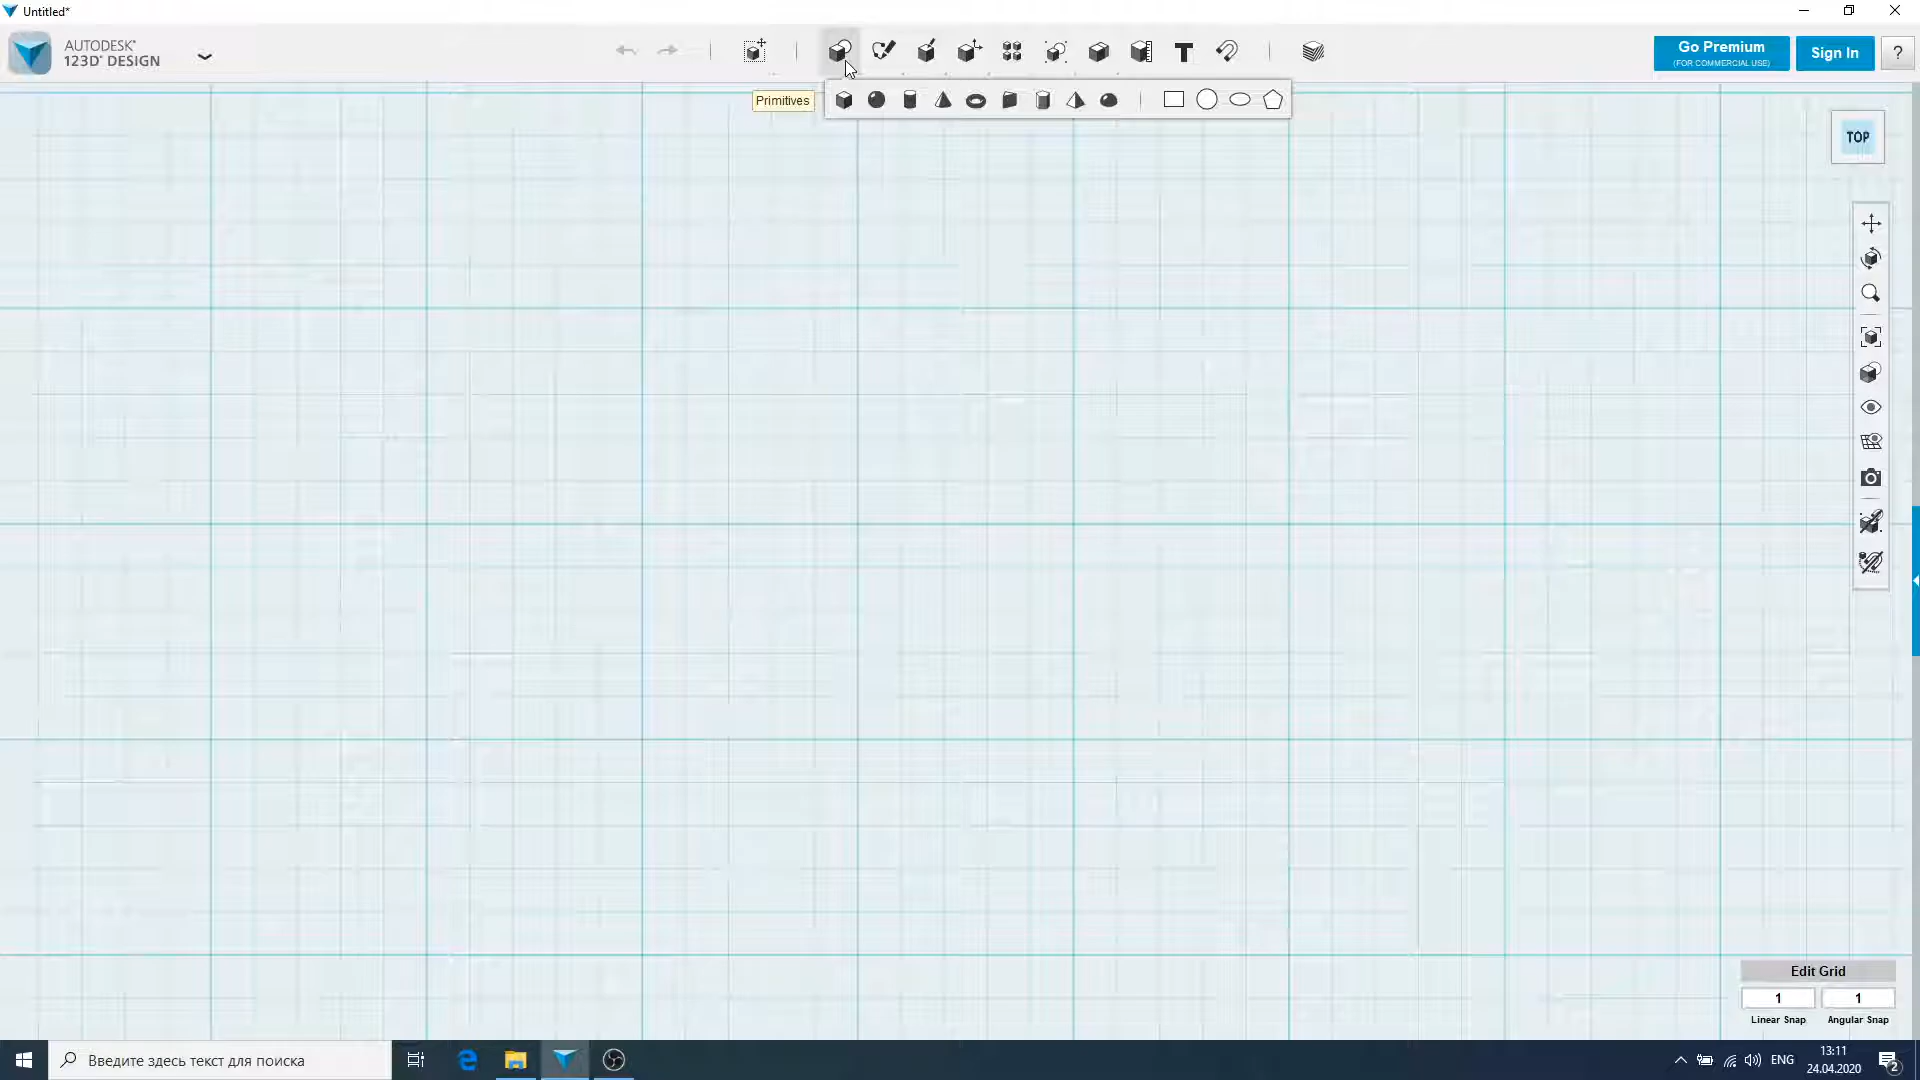 Untitled*
AUTODESK®
123D® DESIGN
Go Premium
(FOR COMMERCIAL USE)
Sign In
?
Primitives
TOP
Edit Grid
1
1
Linear Snap
Angular Snap
Введите здесь текст для поиска
ENG
13:11
24.04.2020
2